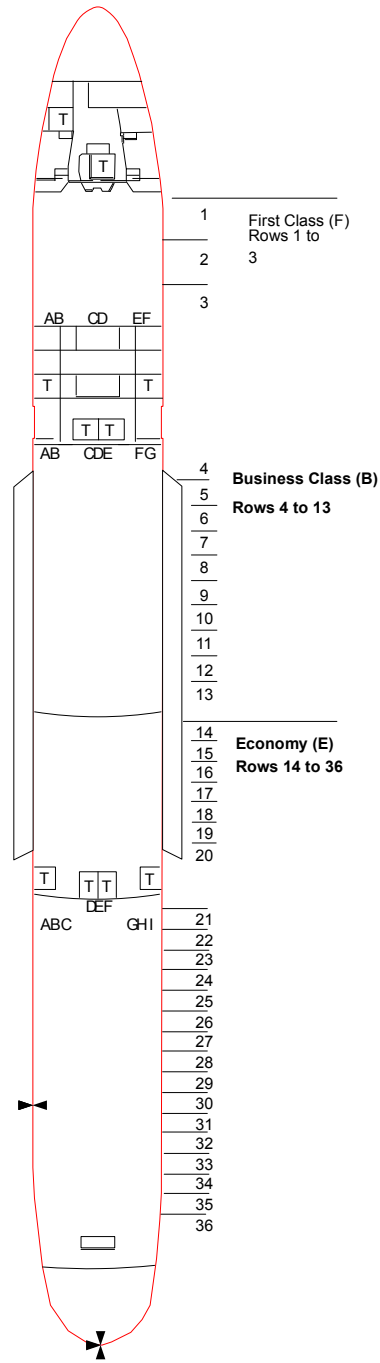 T
T
1
First Class (F)
Rows 1 to
2
3
3
AB CD EF
T T
T T
AB CDE FG
4
Business Class (B)
5
Rows 4 to 13
6
7
8
9
10
11
12
13
14
Economy (E)
15
Rows 14 to 36
16
17
18
19
20
T T T T
DEF
ABC GHI
21
22
23
24
25
26
27
28
29
30
31
32
33
34
35
36